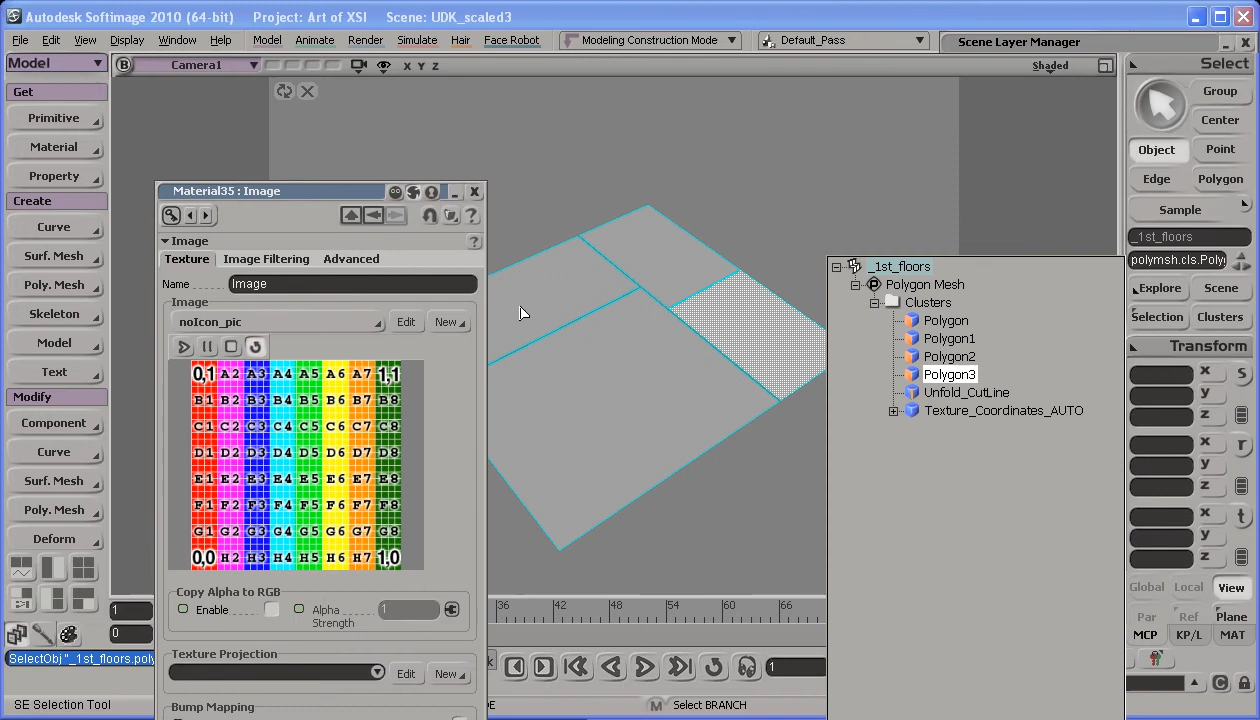 Autodesk Softimage 2010 (64-bit) Project: Art of XSI Scene: UDK_scaled3
File Edit View Display Window Help Model Animate Render Simulate Hair Face Robot Modeling Construction Mode Default_Pass Scene Layer Manager
Model B Camera1 X Y Z Shaded Select
Get
Primitive
Material
Property
Create
Curve
Surf. Mesh
Poly. Mesh
Skeleton
Model
Text
Modify
Component
Curve
Surf. Mesh
Poly. Mesh
Deform
Material35 : Image
Image
Texture Image Filtering Advanced
Name Image
Image
noIcon_pic Edit New
0,1 A2 A3 A4 A5 A6 A7 1,1
B1 B2 B3 B4 B5 B6 B7 B8
C1 C2 C3 C4 C5 C6 C7 C8
D1 D2 D3 D4 D5 D6 D7 D8
E1 E2 E3 E4 E5 E6 E7 E8
F1 F2 F3 F4 F5 F6 F7 F8
G1 G2 G3 G4 G5 G6 G7 G8
0,0 H2 H3 H4 H5 H6 H7 1,0
Copy Alpha to RGB
Enable Alpha Strength 1
Texture Projection
Edit New
Bump Mapping
_1st_floors
Polygon Mesh
Clusters
Polygon
Polygon1
Polygon2
Polygon3
Unfold_CutLine
Texture_Coordinates_AUTO
Group
Center
Object Point
Edge Polygon
Sample
_1st_floors
polymsh.cls.Poly
Explore Scene
Selection Clusters
Transform
x s
y
z
x r
y
z
x t
y
z
Global Local View
Par Ref Plane
MCP KP/L MAT
1
0
36 42 48 54 60 66
1
SelectObj "_1st_floors.poly
SE Selection Tool
M Select BRANCH